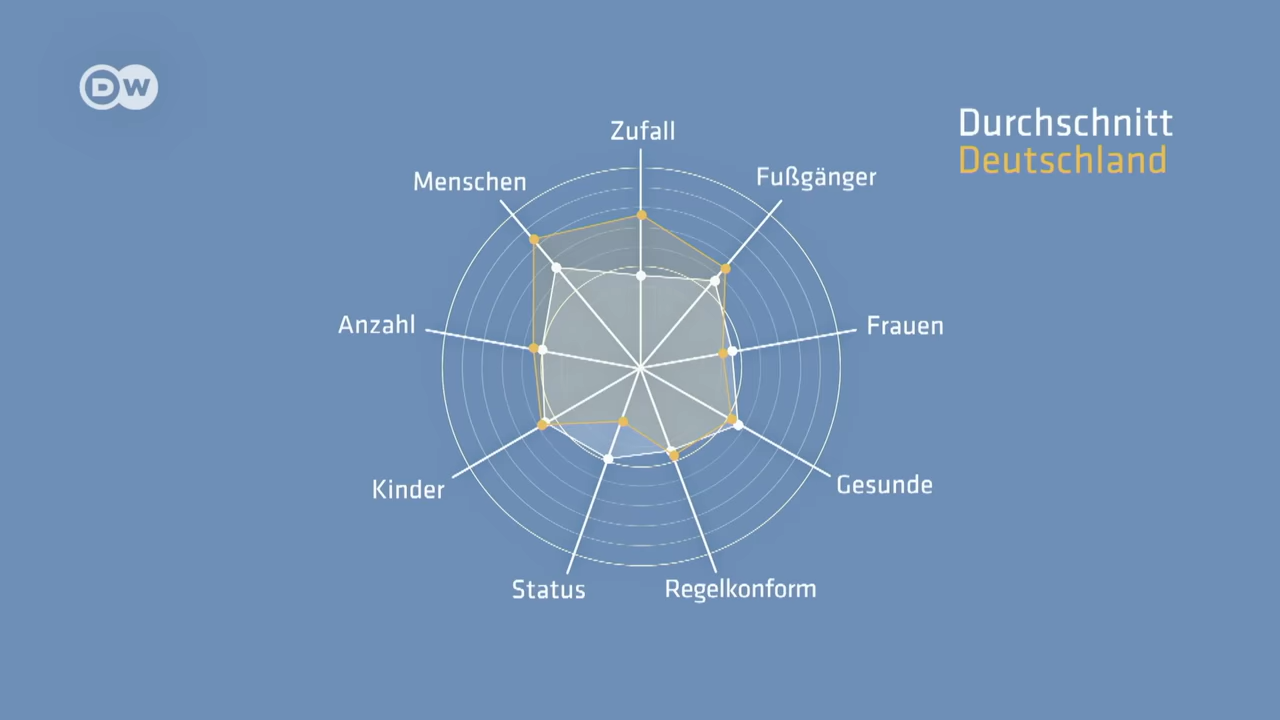 DW
Durchschnitt
Deutschland
Zufall
Menschen
Fußgänger
Anzahl
Frauen
Kinder
Gesunde
Status
Regelkonform